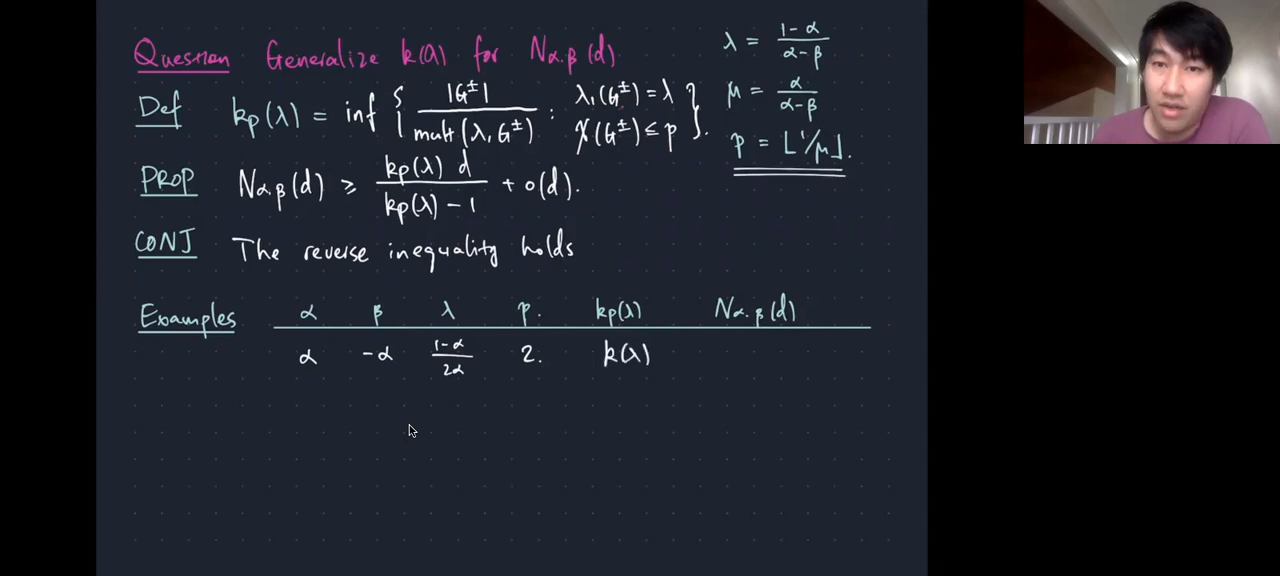 Question Generalize k(λ) for Nα,β(d).
Def kp(λ) = inf { |G±| / mult(λ, G±) : λ₁(G±) = λ, χ(G±) ≤ p }.
PROP Nα,β(d) ≥ kp(λ) d / (kp(λ) - 1) + o(d).
CONJ The reverse inequality holds
λ = (1-α) / (α-β)
μ = α / (α-β)
p = ⌊1/μ⌋.
Examples α β λ p. kp(λ) Nα,β(d)
α -α (1-α) / 2α 2. k(λ)